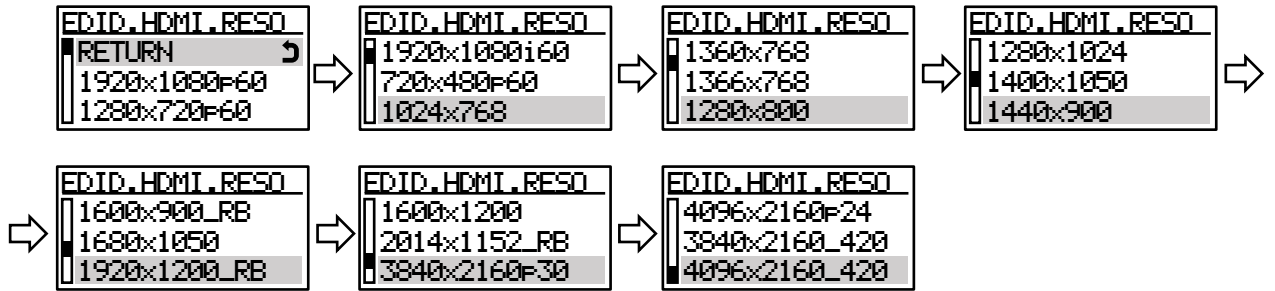 EDID.HDMI.RESO
RETURN
1920x1080p60
1280x720p60
EDID.HDMI.RESO
1920x1080i60
720x480p60
1024x768
EDID.HDMI.RESO
1360x768
1366x768
1280x800
EDID.HDMI.RESO
1280x1024
1400x1050
1440x900
EDID.HDMI.RESO
1600x900_RB
1680x1050
1920x1200_RB
EDID.HDMI.RESO
1600x1200
2014x1152_RB
3840x2160p30
EDID.HDMI.RESO
4096x2160p24
3840x2160_420
4096x2160_420